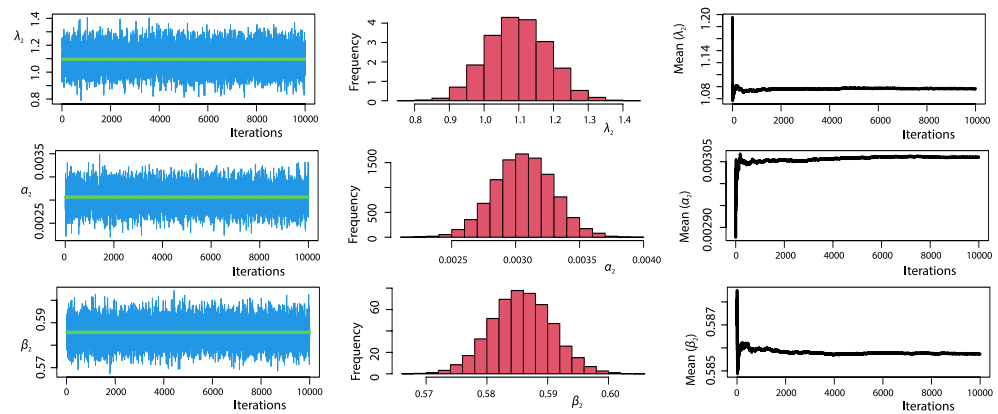 λ₂
0.8 1.0 1.2 1.4
0 2000 4000 6000 8000 10000
Iterations
Frequency
0 1 2 3 4
0.8 0.9 1.0 1.1 1.2 1.3 1.4
λ₂
Mean (λ₂)
1.08 1.14 1.20
0 2000 4000 6000 10000
Iterations
α₂
0.0025 0.0035
0 2000 4000 6000 8000 10000
Iterations
Frequency
0 500 1500
0.0025 0.0030 0.0035 0.0040
α₂
Mean (α₂)
0.00290 0.00305
0 2000 4000 6000 8000 10000
Iterations
β₂
0.57 0.59
0 2000 4000 6000 8000 10000
Iterations
Frequency
0 20 60
0.57 0.58 0.59 0.60
β₂
Mean (β₂)
0.585 0.587
0 2000 4000 6000 8000 10000
Iterations